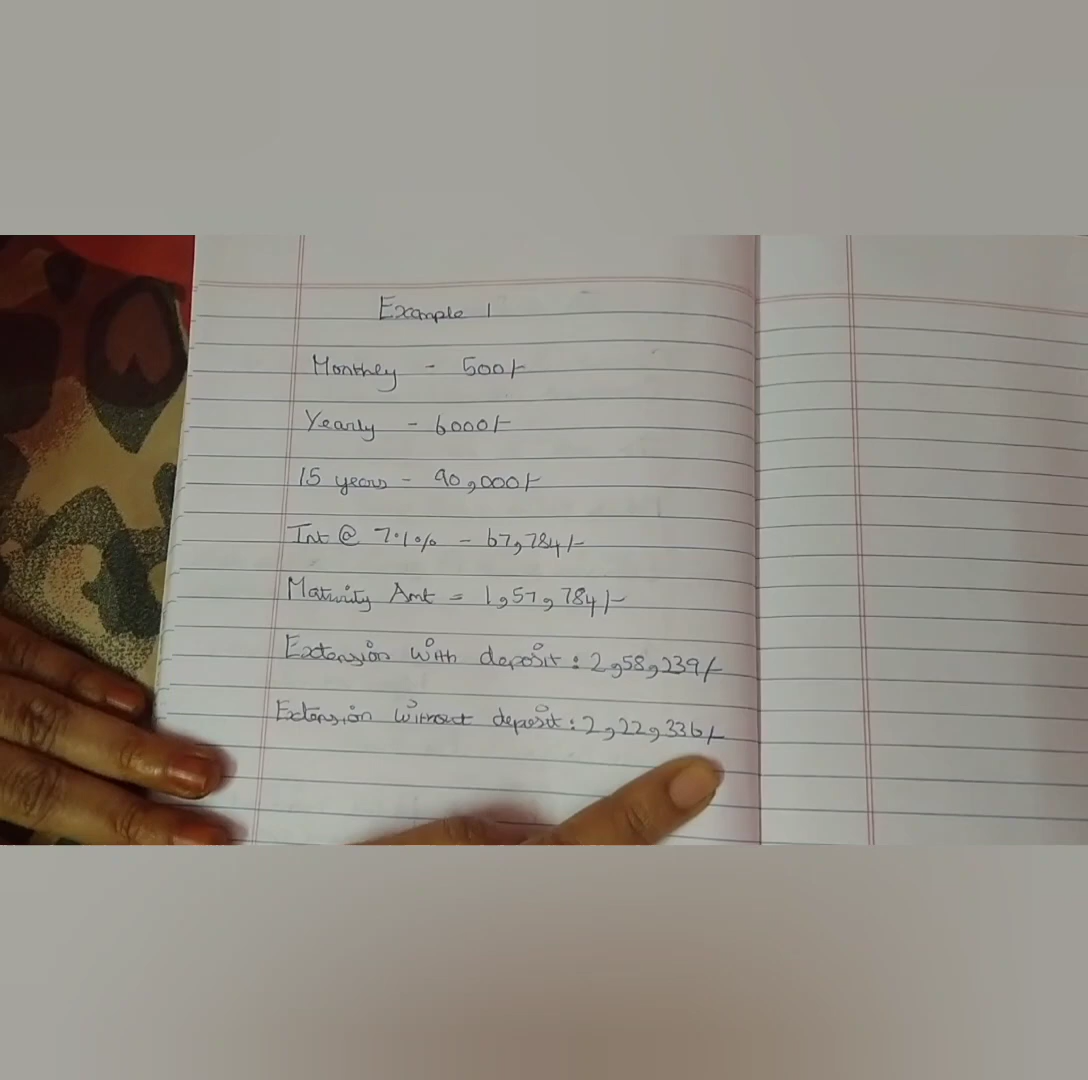 Example 1
Monthly - 500/-
Yearly - 6000/-
15 years - 90,000/-
Int @ 7.1% - 67,784/-
Maturity Amt = 1,57,784/-
Extension with deposit : 2,58,239/-
Extension without deposit : 2,22,336/-